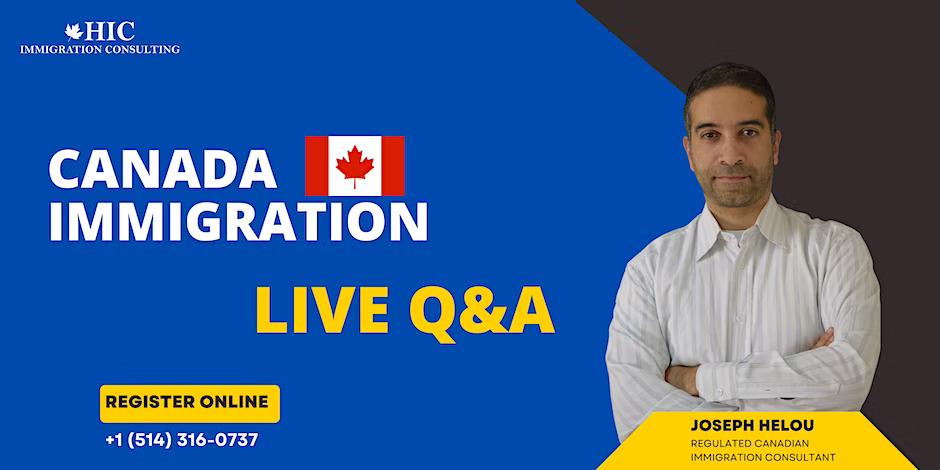 HIC
IMMIGRATION CONSULTING
CANADA
IMMIGRATION
LIVE Q&A
REGISTER ONLINE
+1 (514) 316-0737
JOSEPH HELOU
REGULATED CANADIAN
IMMIGRATION CONSULTANT